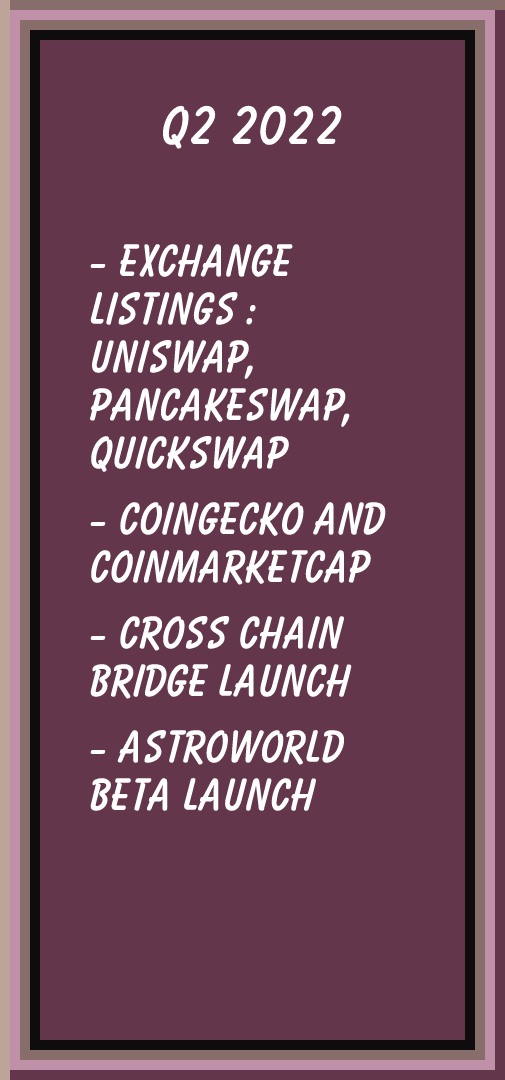 Q2 2022
- EXCHANGE
LISTINGS :
UNISWAP,
PANCAKESWAP,
QUICKSWAP
- COINGECKO AND
COINMARKETCAP
- CROSS CHAIN
BRIDGE LAUNCH
- ASTROWORLD
BETA LAUNCH